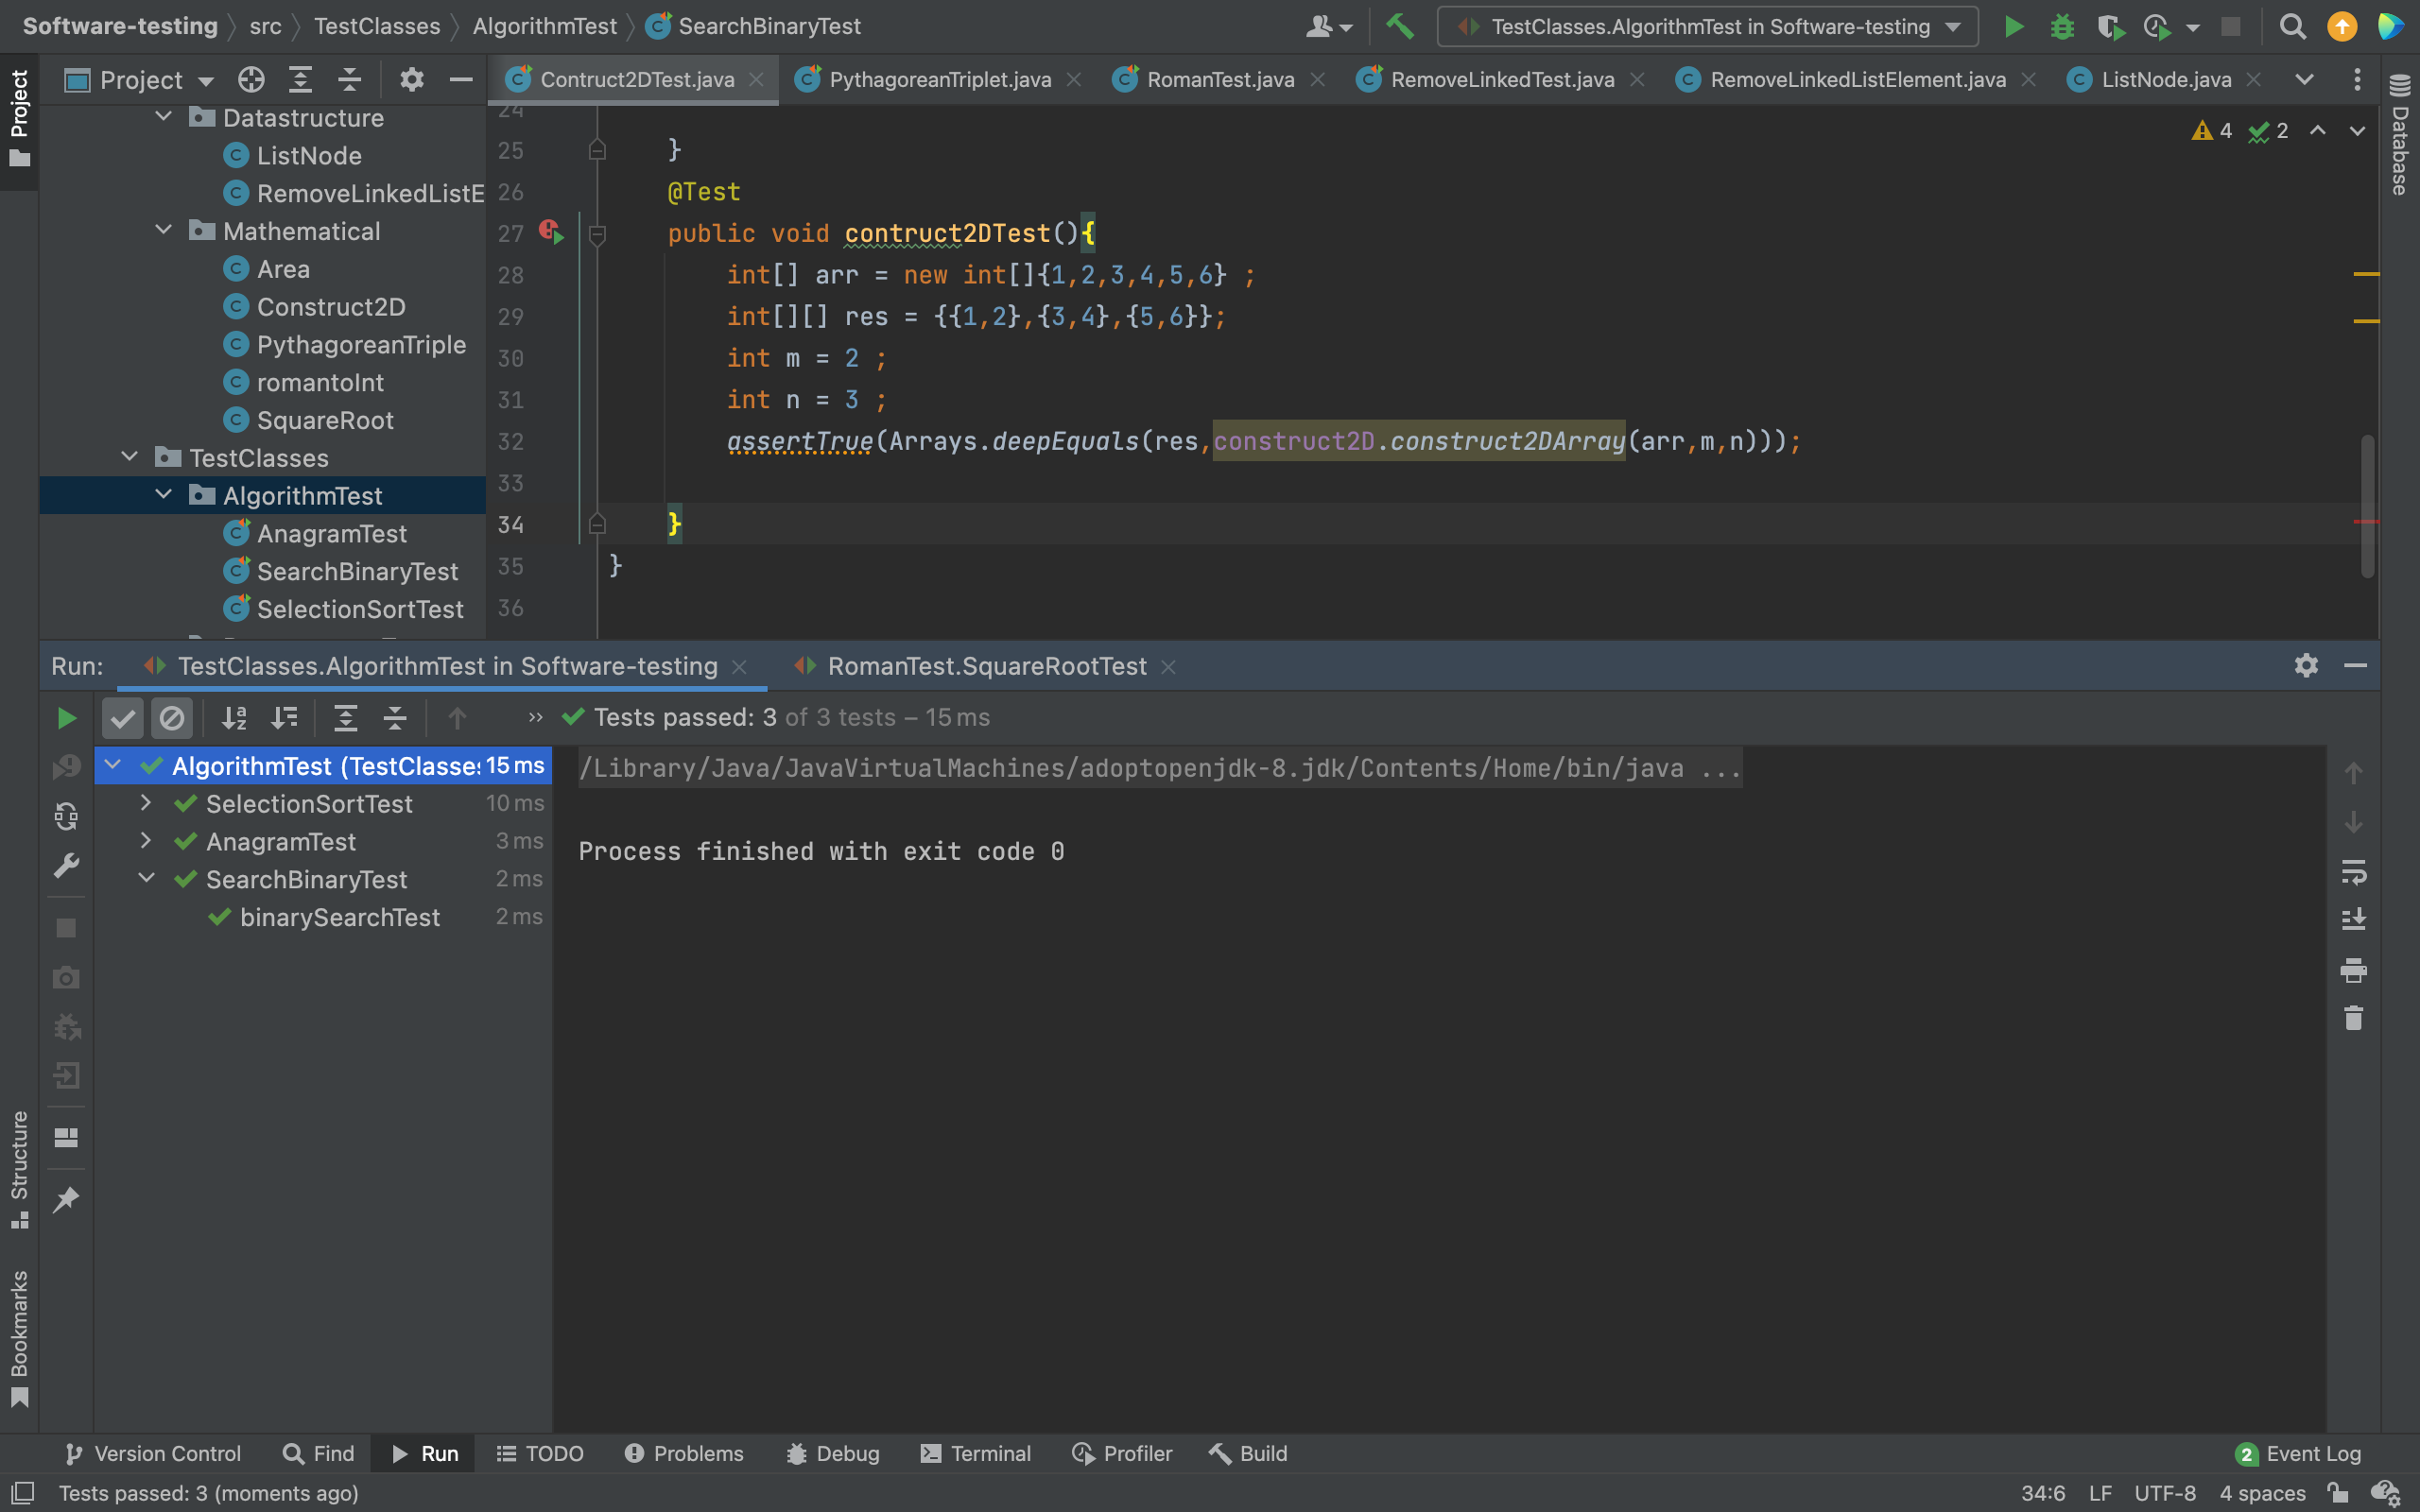 Software-testing src TestClasses AlgorithmTest SearchBinaryTest
TestClasses.AlgorithmTest in Software-testing
Project
Contruct2DTest.java PythagoreanTriplet.java RomanTest.java RemoveLinkedTest.java RemoveLinkedListElement.java ListNode.java
Project
Database
Datastructure
ListNode
RemoveLinkedListE
Mathematical
Area
Construct2D
PythagoreanTriple
romantoInt
SquareRoot
TestClasses
AlgorithmTest
AnagramTest
SearchBinaryTest
SelectionSortTest
4 2
24
25 }
26 @Test
27 public void contruct2DTest(){
28 int[] arr = new int[]{1,2,3,4,5,6} ;
29 int[][] res = {{1,2},{3,4},{5,6}};
30 int m = 2 ;
31 int n = 3 ;
32 assertTrue(Arrays.deepEquals(res,construct2D.construct2DArray(arr,m,n)));
33
34 }
35 }
36
Run: TestClasses.AlgorithmTest in Software-testing RomanTest.SquareRootTest
Tests passed: 3 of 3 tests – 15 ms
AlgorithmTest (TestClasses 15 ms
SelectionSortTest 10 ms
AnagramTest 3 ms
SearchBinaryTest 2 ms
binarySearchTest 2 ms
/Library/Java/JavaVirtualMachines/adoptopenjdk-8.jdk/Contents/Home/bin/java ...
Process finished with exit code 0
Structure
Bookmarks
Version Control Find Run TODO Problems Debug Terminal Profiler Build 2 Event Log
Tests passed: 3 (moments ago) 34:6 LF UTF-8 4 spaces